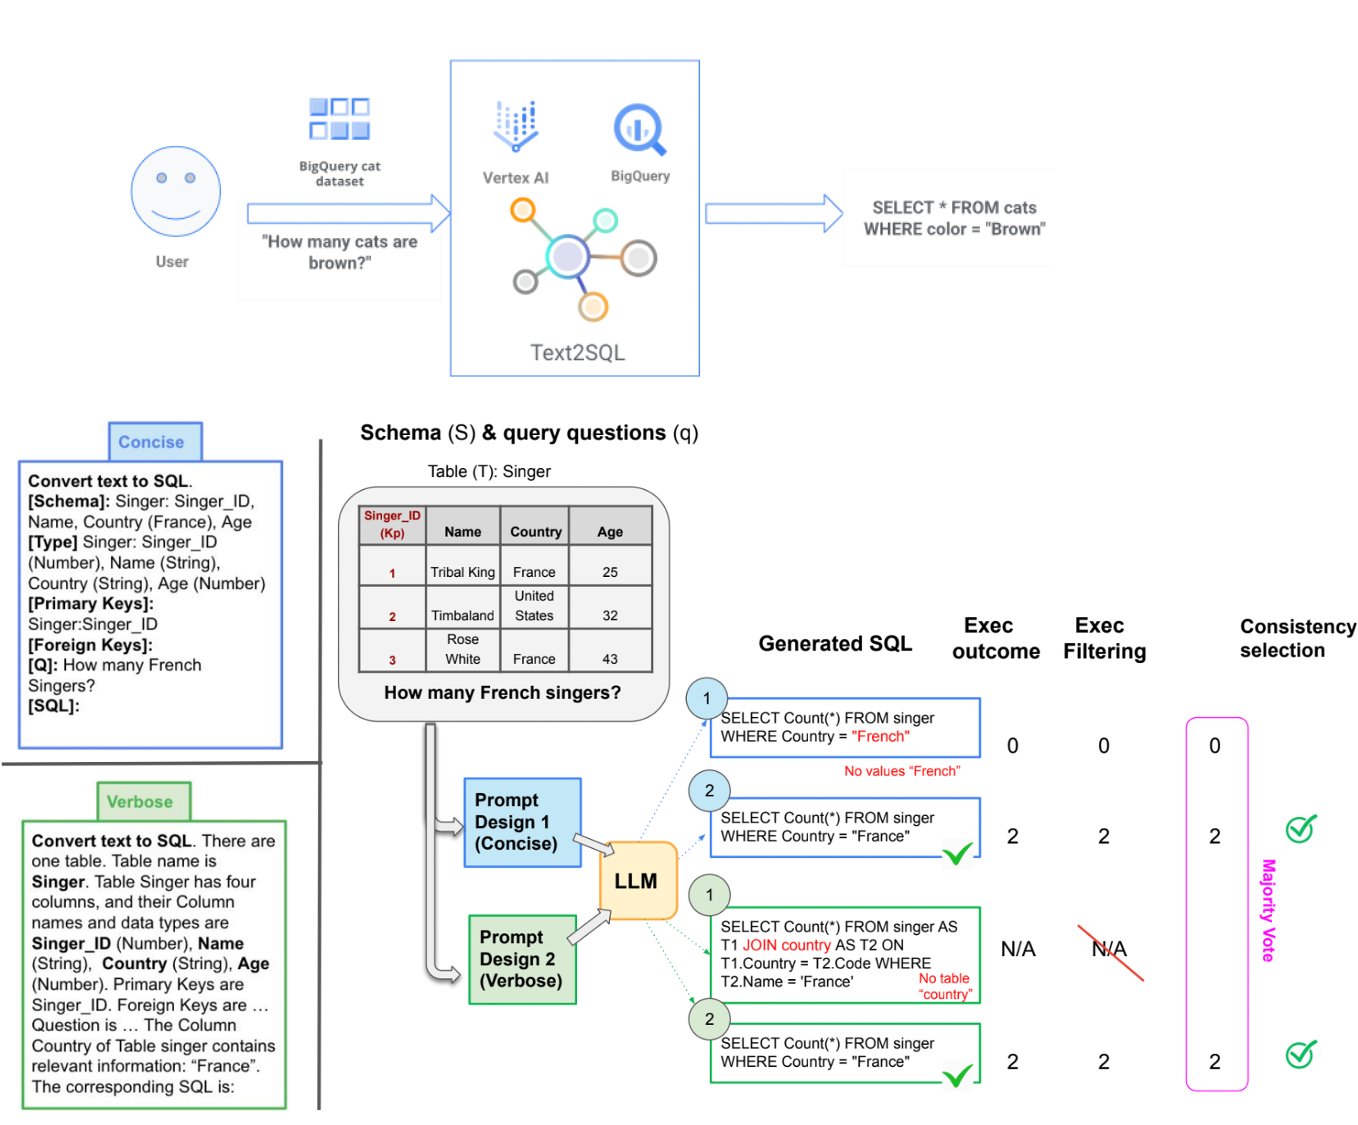 BigQuery cat
dataset
User
"How many cats are
brown?"
Vertex AI
BigQuery
Text2SQL
SELECT * FROM cats
WHERE color = "Brown"
Concise
Convert text to SQL.
[Schema]: Singer: Singer_ID,
Name, Country (France), Age
[Type] Singer: Singer_ID
(Number), Name (String),
Country (String), Age (Number)
[Primary Keys]:
Singer:Singer_ID
[Foreign Keys]:
[Q]: How many French
Singers?
[SQL]:
Verbose
Convert text to SQL. There are
one table. Table name is
Singer. Table Singer has four
columns, and their Column
names and data types are
Singer_ID (Number), Name
(String), Country (String), Age
(Number). Primary Keys are
Singer_ID. Foreign Keys are …
Question is … The Column
Country of Table singer contains
relevant information: “France”.
The corresponding SQL is:
Schema (S) & query questions (q)
Table (T): Singer
Singer_ID
(Kp) Name Country Age
1 Tribal King France 25
2 Timbaland United
States 32
3 Rose
White France 43
How many French singers?
Prompt
Design 1
(Concise)
Prompt
Design 2
(Verbose)
LLM
Generated SQL
Exec
outcome
Exec
Filtering
Consistency
selection
1
SELECT Count(*) FROM singer
WHERE Country = "French"
No values “French”
0 0 0
2
SELECT Count(*) FROM singer
WHERE Country = "France"
2 2 2
1
SELECT Count(*) FROM singer AS
T1 JOIN country AS T2 ON
T1.Country = T2.Code WHERE
T2.Name = 'France'
No table
“country”
N/A N/A
2
SELECT Count(*) FROM singer
WHERE Country = "France"
2 2 2
Majority Vote